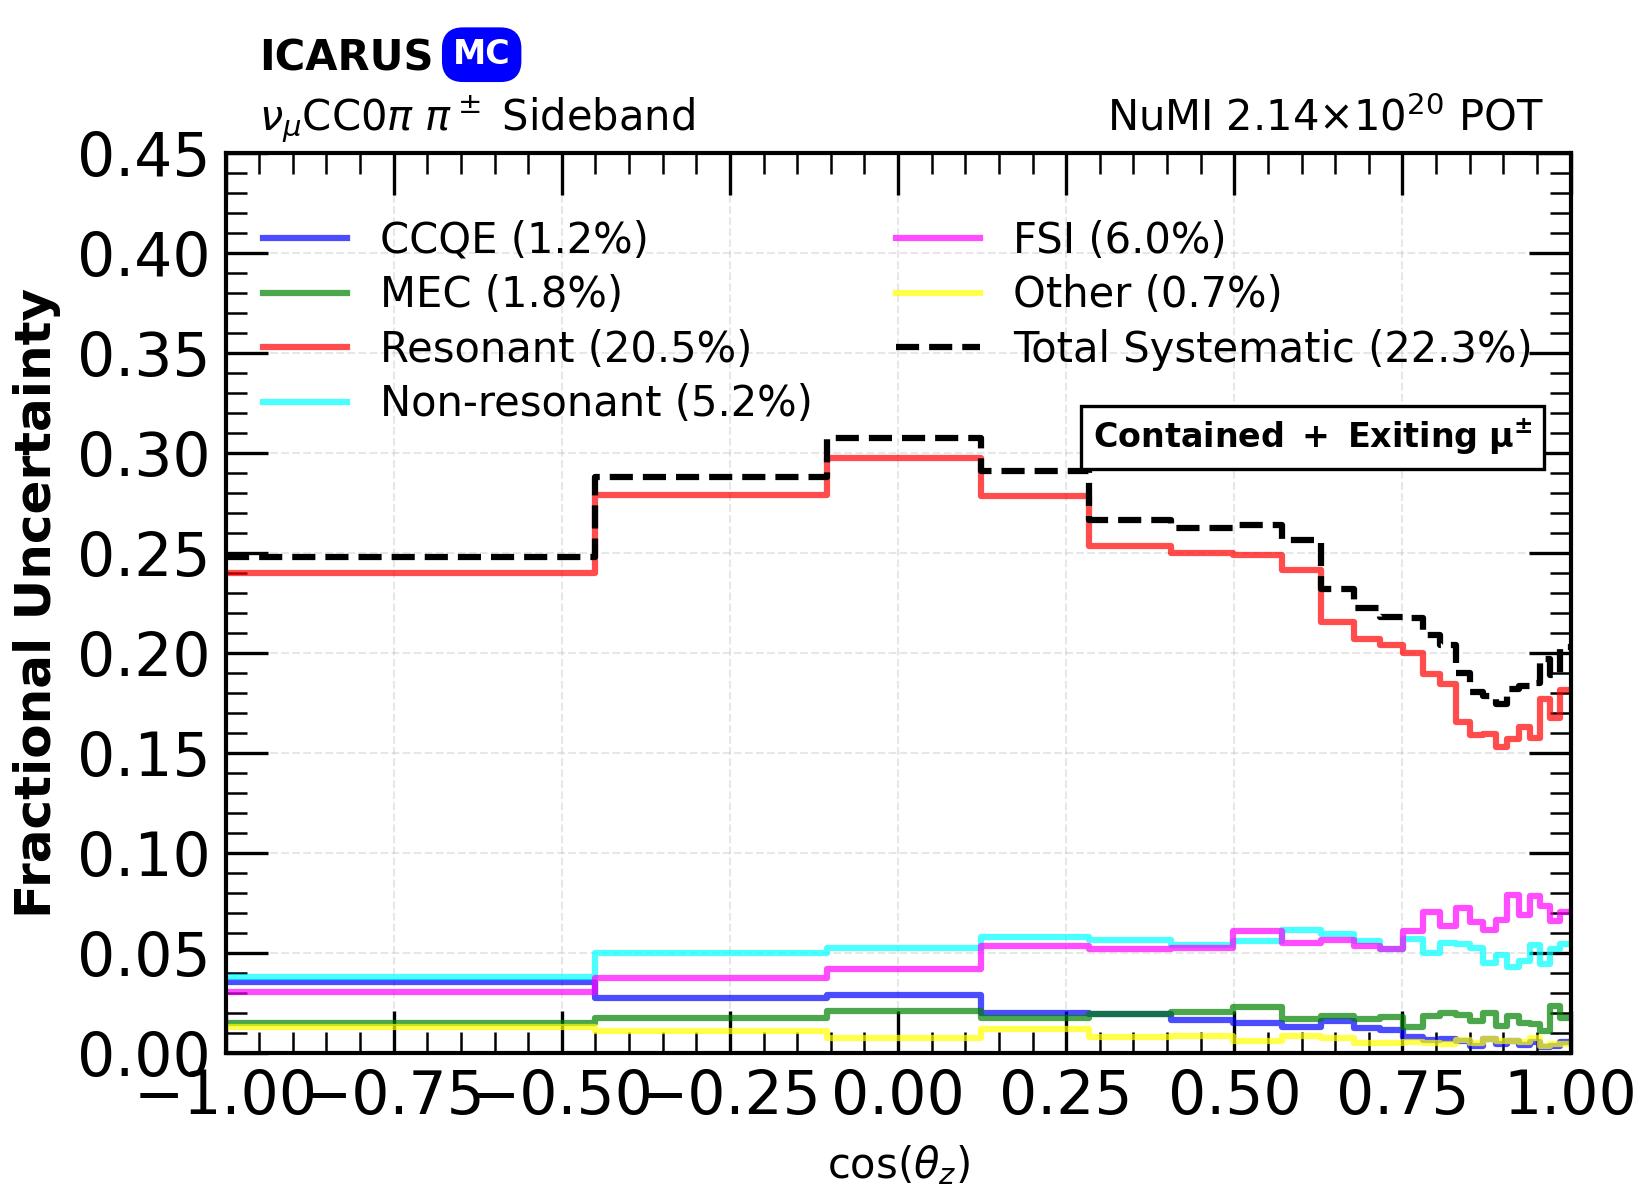 ICARUS MC
νμCC0π π± Sideband
NuMI 2.14×10²⁰ POT
Fractional Uncertainty
0.45
0.40
0.35
0.30
0.25
0.20
0.15
0.10
0.05
0.00
CCQE (1.2%)
MEC (1.8%)
Resonant (20.5%)
Non-resonant (5.2%)
FSI (6.0%)
Other (0.7%)
Total Systematic (22.3%)
Contained + Exiting μ±
−1.00 −0.75 −0.50 −0.25 0.00 0.25 0.50 0.75 1.00
cos(θz)